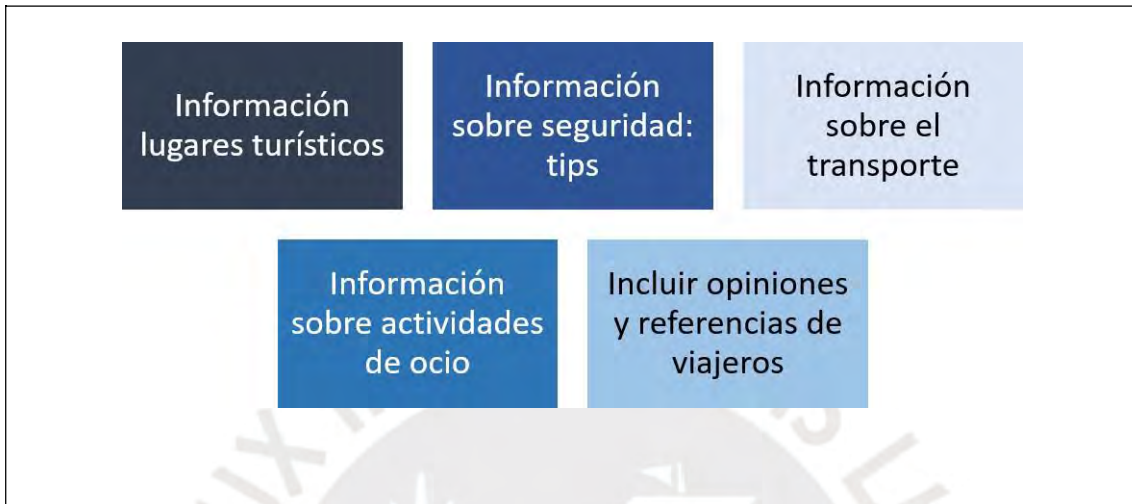 Información
lugares turísticos
Información
sobre seguridad:
tips
Información
sobre el
transporte
Información
sobre actividades
de ocio
Incluir opiniones
y referencias de
viajeros